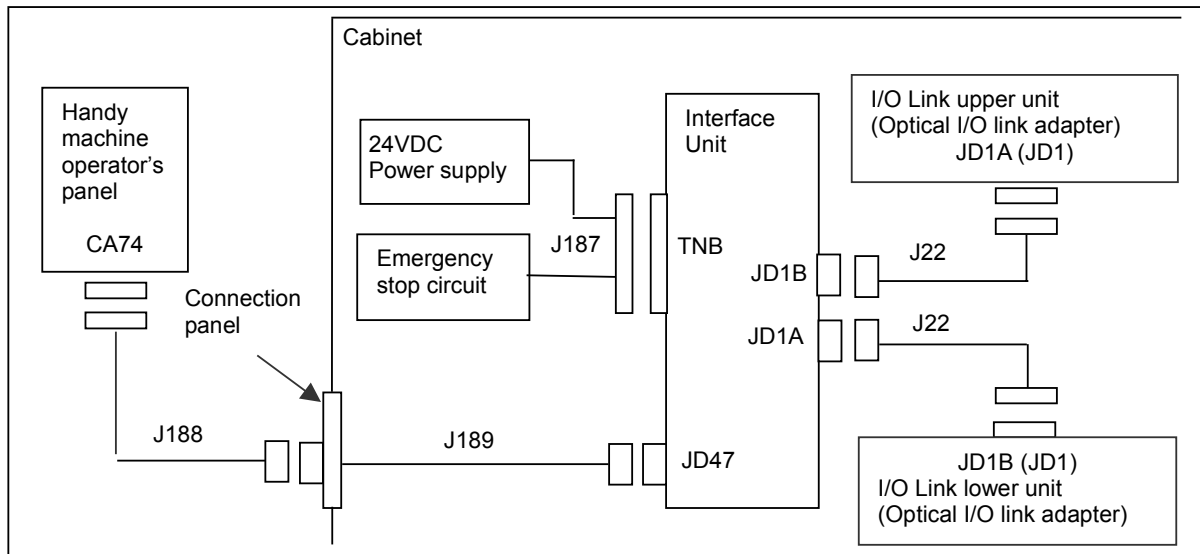 Cabinet
Handy
machine
operator's
panel
CA74
Connection
panel
J188
24VDC
Power supply
Emergency
stop circuit
J187
J189
Interface
Unit
TNB
JD1B
JD1A
JD47
I/O Link upper unit
(Optical I/O link adapter)
JD1A (JD1)
J22
J22
JD1B (JD1)
I/O Link lower unit
(Optical I/O link adapter)